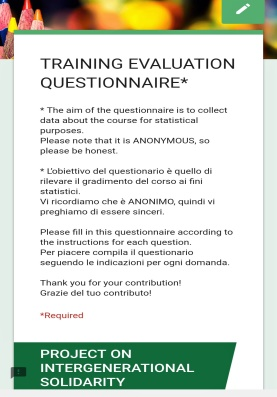 TRAINING EVALUATION
QUESTIONNAIRE*
* The aim of the questionnaire is to collect
data about the course for statistical
purposes.
Please note that it is ANONYMOUS, so
please be honest.
* L'obiettivo del questionario è quello di
rilevare il gradimento del corso ai fini
statistici.
Vi ricordiamo che è ANONIMO, quindi vi
preghiamo di essere sinceri.
Please fill in this questionnaire according to
the instructions for each question.
Per piacere compila il questionario
seguendo le indicazioni per ogni domanda.
Thank you for your contribution!
Grazie del tuo contributo!
*Required
PROJECT ON
INTERGENERATIONAL
SOLIDARITY